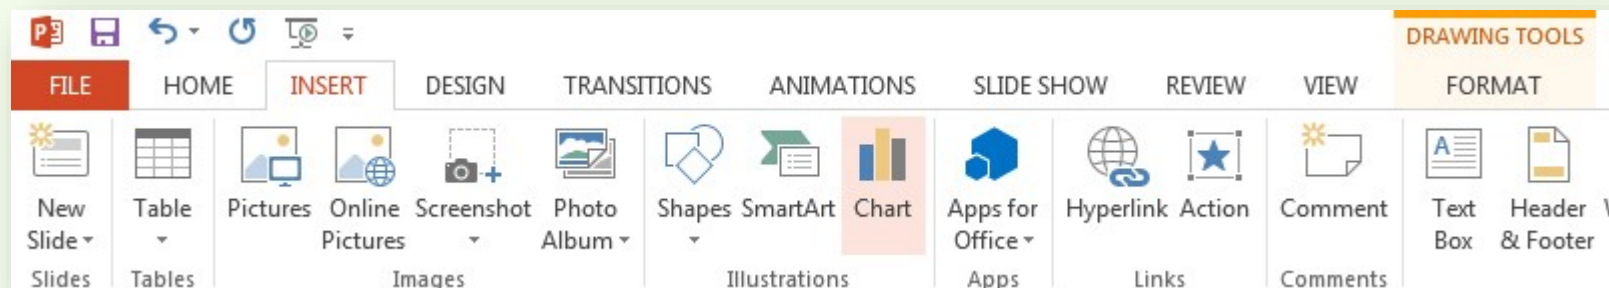 DRAWING TOOLS
FILE HOME INSERT DESIGN TRANSITIONS ANIMATIONS SLIDE SHOW REVIEW VIEW FORMAT
New Slide
Table
Pictures
Online Pictures
Screenshot
Photo Album
Shapes
SmartArt
Chart
Apps for Office
Hyperlink
Action
Comment
Text Box
Header & Footer
Slides Tables Images Illustrations Apps Links Comments